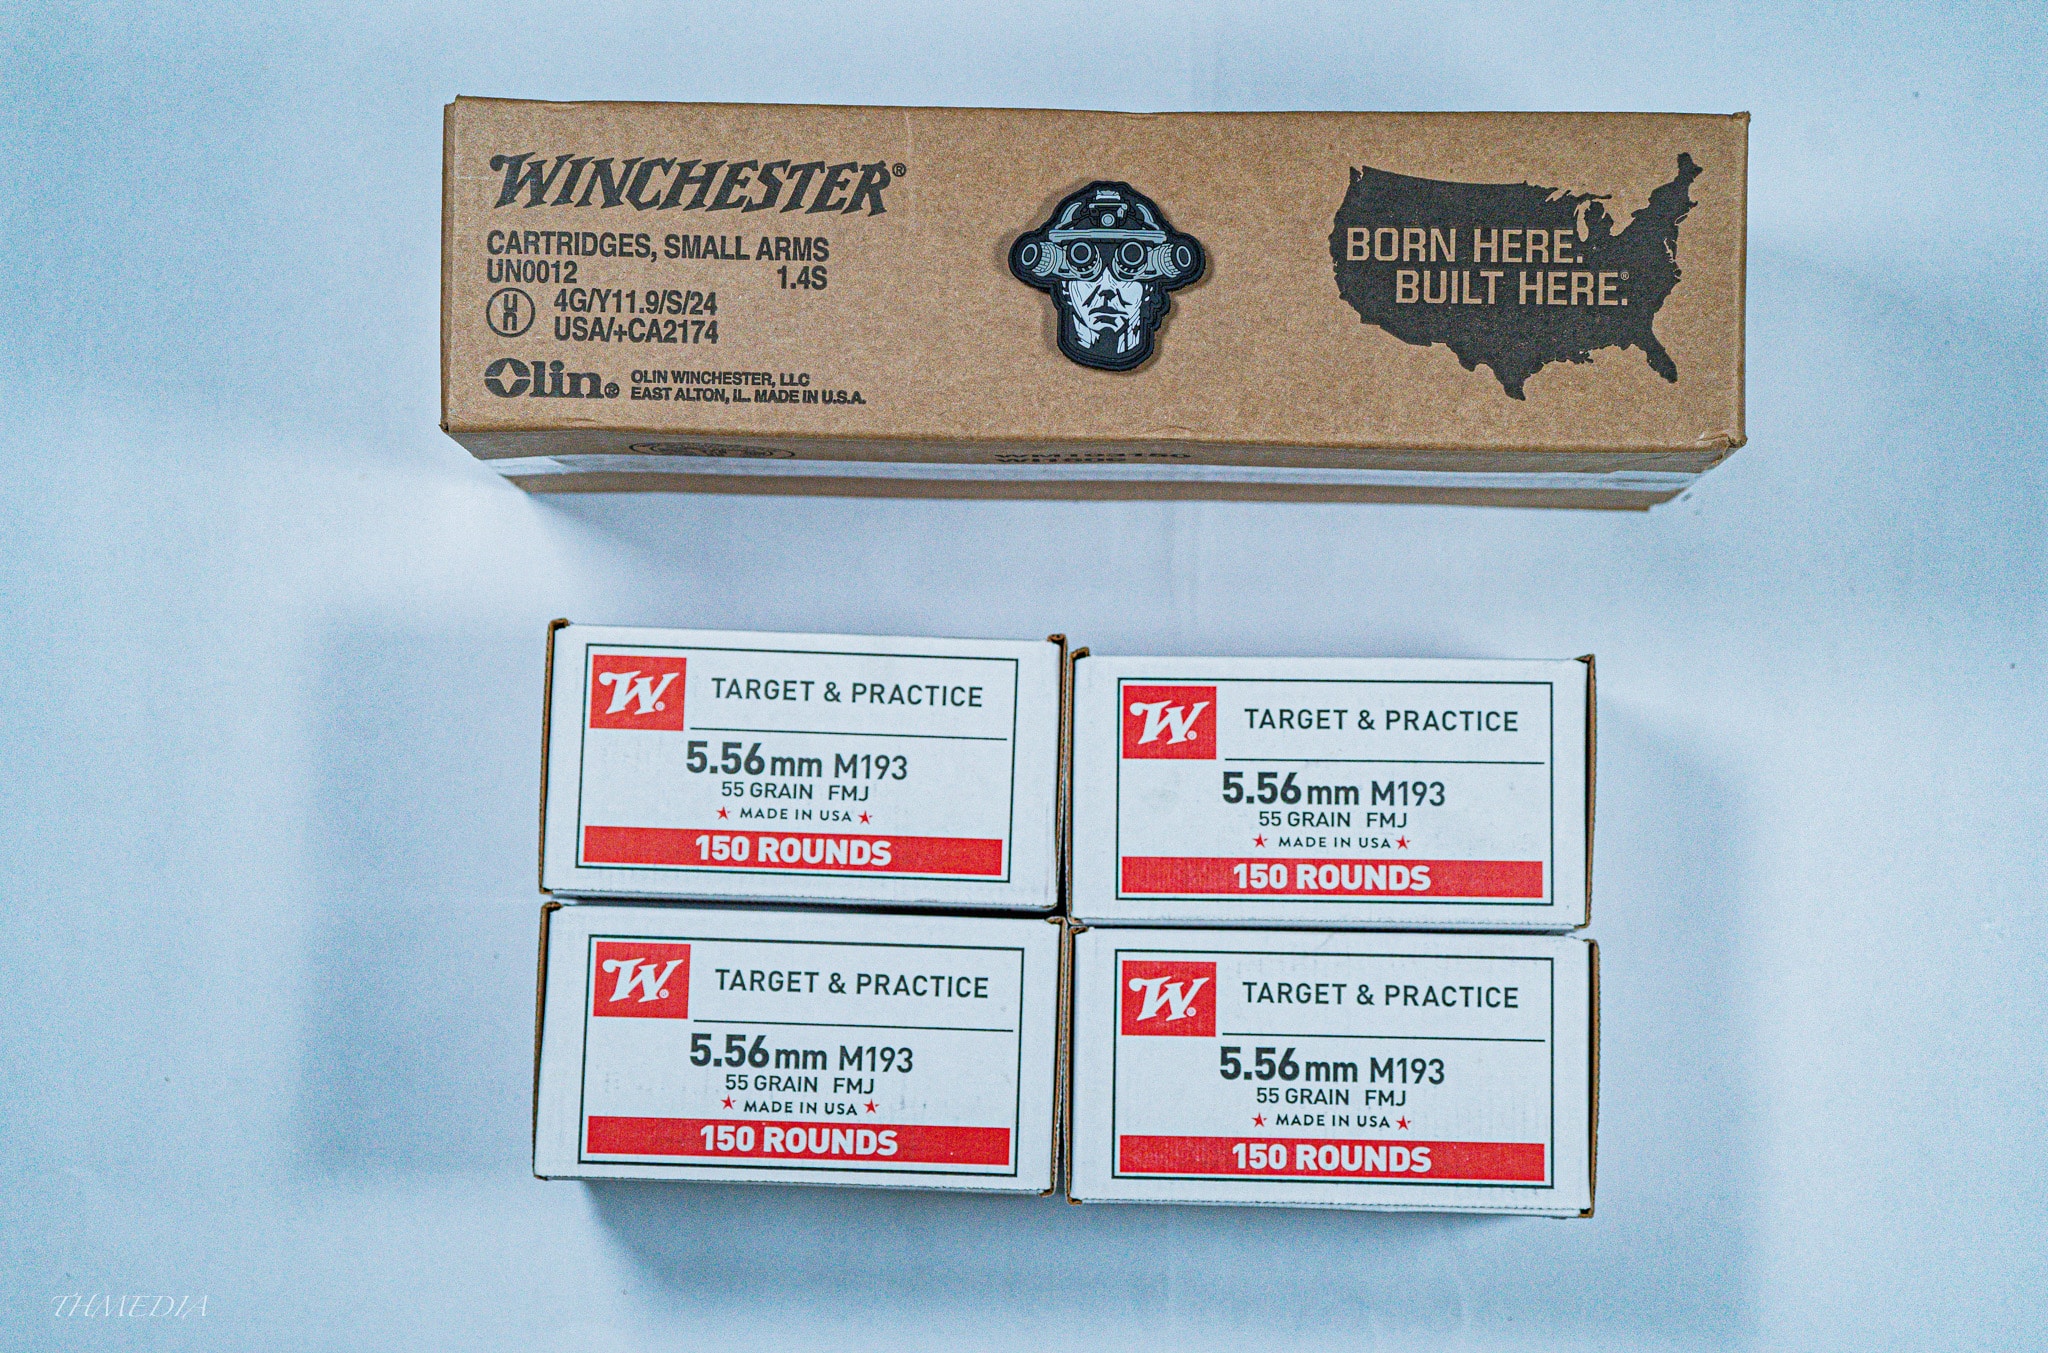 WINCHESTER®
CARTRIDGES, SMALL ARMS
UN0012 1.4S
un 4G/Y11.9/S/24
USA/+CA2174
Olin® OLIN WINCHESTER, LLC
EAST ALTON, IL. MADE IN U.S.A.
BORN HERE.
BUILT HERE.®
W® TARGET & PRACTICE
5.56mm M193
55 GRAIN FMJ
MADE IN USA
150 ROUNDS
W® TARGET & PRACTICE
5.56mm M193
55 GRAIN FMJ
MADE IN USA
150 ROUNDS
W® TARGET & PRACTICE
5.56mm M193
55 GRAIN FMJ
MADE IN USA
150 ROUNDS
W® TARGET & PRACTICE
5.56mm M193
55 GRAIN FMJ
MADE IN USA
150 ROUNDS
THMEDIA